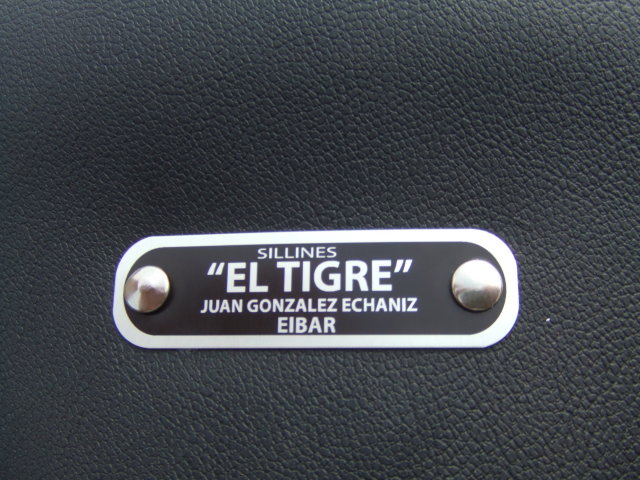 SILLINES
"EL TIGRE"
JUAN GONZALEZ ECHANIZ
EIBAR